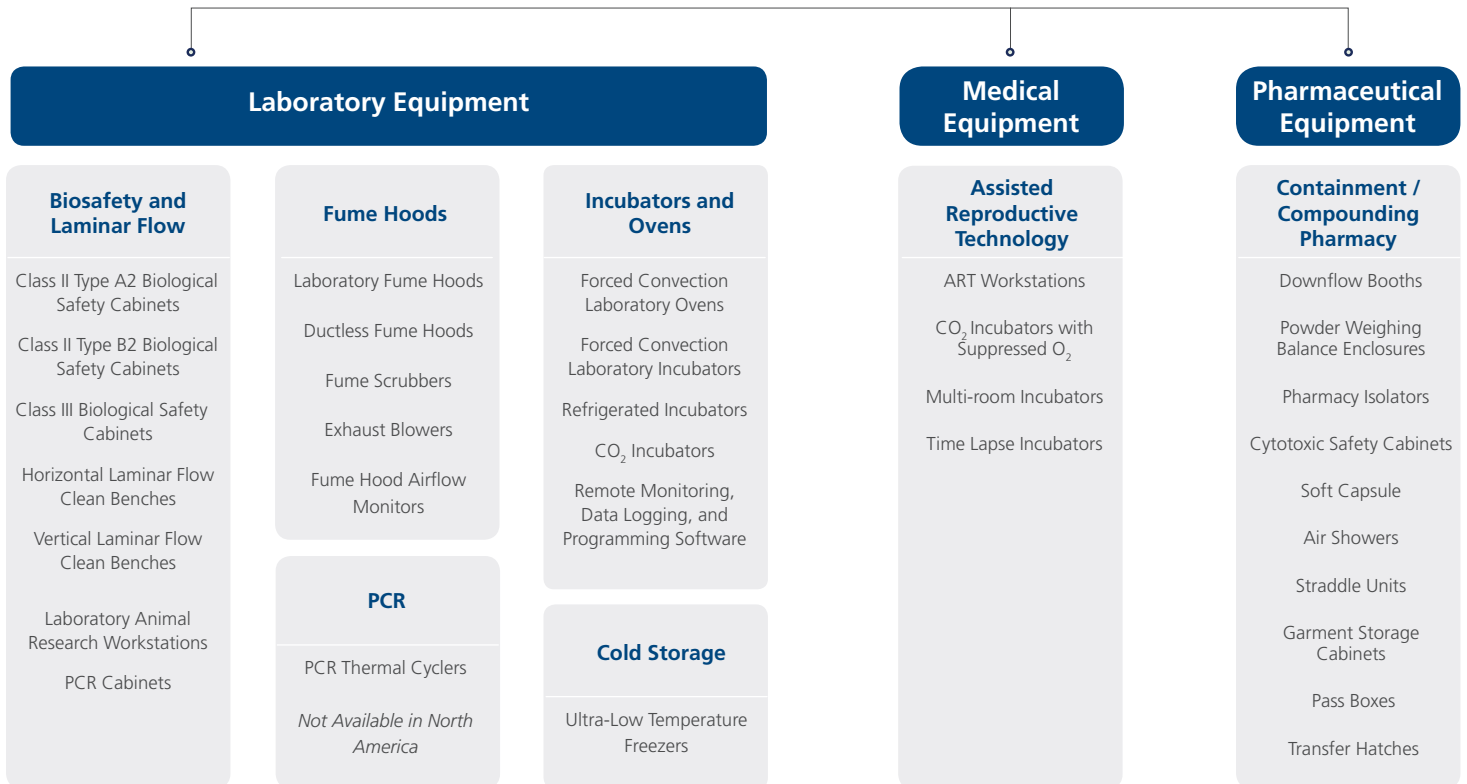 Laboratory Equipment
Medical
Equipment
Pharmaceutical
Equipment
Biosafety and
Laminar Flow
Class II Type A2 Biological
Safety Cabinets
Class II Type B2 Biological
Safety Cabinets
Class III Biological Safety
Cabinets
Horizontal Laminar Flow
Clean Benches
Vertical Laminar Flow
Clean Benches
Laboratory Animal
Research Workstations
PCR Cabinets
Fume Hoods
Laboratory Fume Hoods
Ductless Fume Hoods
Fume Scrubbers
Exhaust Blowers
Fume Hood Airflow
Monitors
PCR
PCR Thermal Cyclers
Not Available in North
America
Incubators and
Ovens
Forced Convection
Laboratory Ovens
Forced Convection
Laboratory Incubators
Refrigerated Incubators
CO₂ Incubators
Remote Monitoring,
Data Logging, and
Programming Software
Cold Storage
Ultra-Low Temperature
Freezers
Assisted
Reproductive
Technology
ART Workstations
CO₂ Incubators with
Suppressed O₂
Multi-room Incubators
Time Lapse Incubators
Containment /
Compounding
Pharmacy
Downflow Booths
Powder Weighing
Balance Enclosures
Pharmacy Isolators
Cytotoxic Safety Cabinets
Soft Capsule
Air Showers
Straddle Units
Garment Storage
Cabinets
Pass Boxes
Transfer Hatches